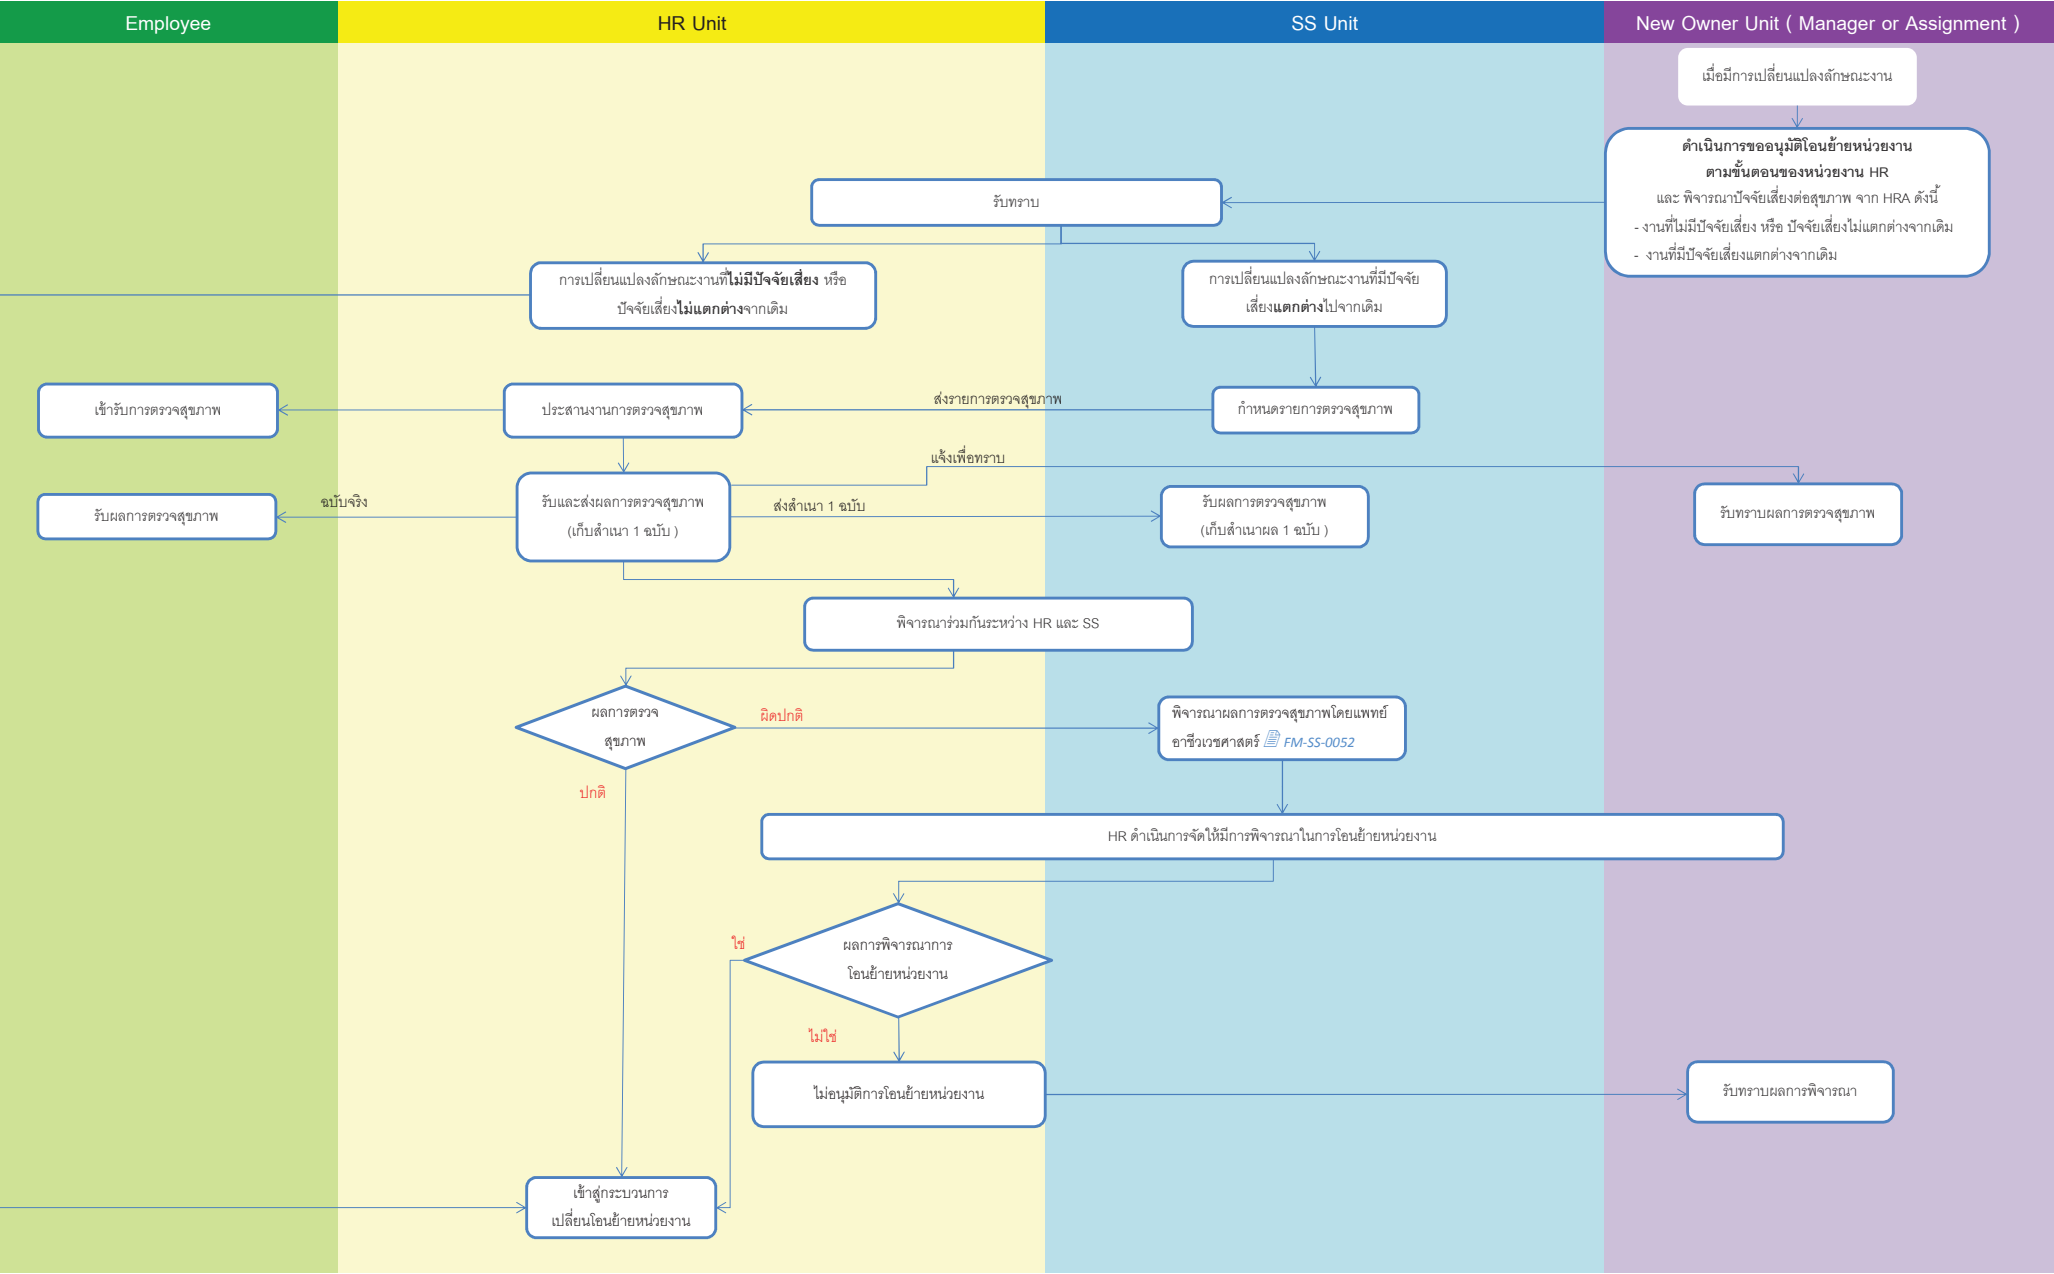 Employee
HR Unit
SS Unit
New Owner Unit ( Manager or Assignment )
เมื่อมีการเปลี่ยนแปลงลักษณะงาน
ดำเนินการขออนุมัติโอนย้ายหน่วยงาน
ตามขั้นตอนของหน่วยงาน HR
และ พิจารณาปัจจัยเสี่ยงต่อสุขภาพ จาก HRA ดังนี้
- งานที่ไม่มีปัจจัยเสี่ยง หรือ ปัจจัยเสี่ยงไม่แตกต่างจากเดิม
- งานที่มีปัจจัยเสี่ยงแตกต่างจากเดิม
รับทราบ
การเปลี่ยนแปลงลักษณะงานที่ไม่มีปัจจัยเสี่ยง หรือ
ปัจจัยเสี่ยงไม่แตกต่างจากเดิม
การเปลี่ยนแปลงลักษณะงานที่มีปัจจัย
เสี่ยงแตกต่างไปจากเดิม
เข้ารับการตรวจสุขภาพ
ประสานงานการตรวจสุขภาพ
ส่งรายการตรวจสุขภาพ
กำหนดรายการตรวจสุขภาพ
แจ้งเพื่อทราบ
รับผลการตรวจสุขภาพ
ฉบับจริง
รับและส่งผลการตรวจสุขภาพ
(เก็บสำเนา 1 ฉบับ )
ส่งสำเนา 1 ฉบับ
รับผลการตรวจสุขภาพ
(เก็บสำเนาผล 1 ฉบับ )
รับทราบผลการตรวจสุขภาพ
พิจารณาร่วมกันระหว่าง HR และ SS
ผลการตรวจ
สุขภาพ
ผิดปกติ
พิจารณาผลการตรวจสุขภาพโดยแพทย์
อาชีวเวชศาสตร์ FM-SS-0052
ปกติ
HR ดำเนินการจัดให้มีการพิจารณาในการโอนย้ายหน่วยงาน
ใช่
ผลการพิจารณาการ
โอนย้ายหน่วยงาน
ไม่ใช่
ไม่อนุมัติการโอนย้ายหน่วยงาน
รับทราบผลการพิจารณา
เข้าสู่กระบวนการ
เปลี่ยนโอนย้ายหน่วยงาน